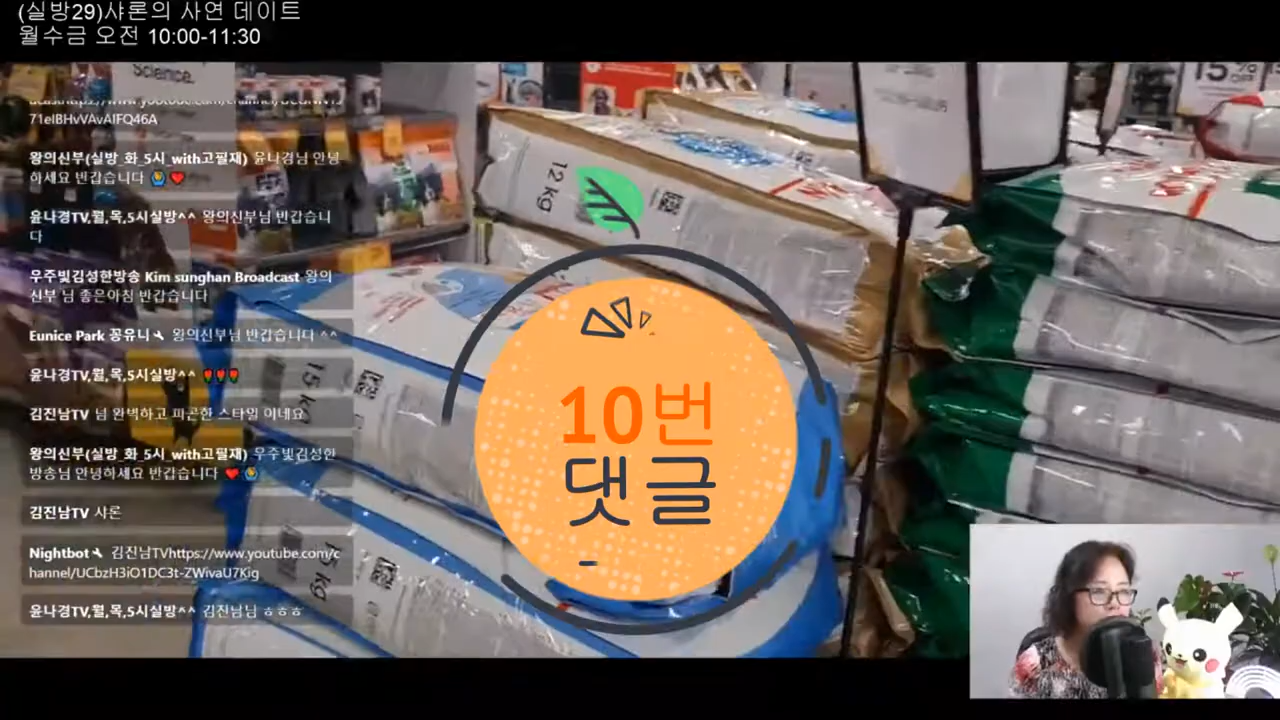 (실방29)샤론의 사연 데이트
월수금 오전 10:00-11:30
Science.
71eIBHvVAvAIFQ46A
왕의신부(실방_화_5시_with고필재) 윤나경님 안녕
하세요 반갑습니다
윤나경TV,월,목,5시실방^^ 왕의신부님 반갑습니
다
우주빛김성한방송 Kim sunghan Broadcast 왕의
신부 님 좋은아침 반갑습니다
Eunice Park 꽁유니 왕의신부님 반갑습니다 ^^
윤나경TV,월,목,5시실방^^
김진남TV 님 완벽하고 피곤한 스타일 이네요
왕의신부(실방_화_5시_with고필재) 우주빛김성한
방송님 안녕하세요 반갑습니다
김진남TV 샤론
Nightbot 김진남TVhttps://www.youtube.com/c
hannel/UCbzH3iO1DC3t-ZWivaU7Kig
윤나경TV,월,목,5시실방^^ 김진남님 ㅎㅎㅎ
12 kg
15 kg
15 kg
15%
OFF
10번
댓글